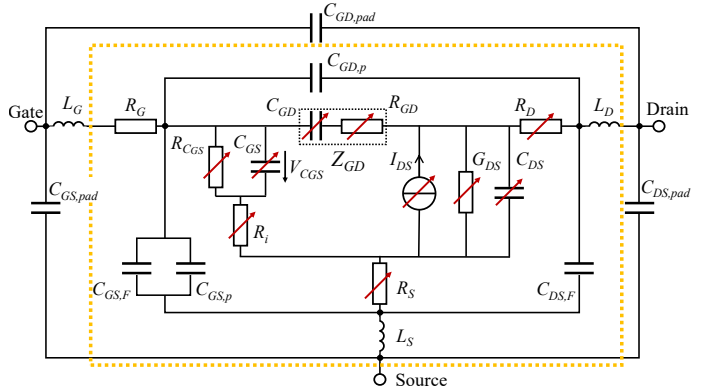 C_{GD,pad}
C_{GD,p}
Gate
L_G
R_G
C_{GD}
R_{GD}
R_D
L_D
Drain
R_{C_{GS}}
C_{GS}
V_{CGS}
Z_{GD}
I_{DS}
G_{DS}
C_{DS}
C_{GS,pad}
C_{DS,pad}
R_i
C_{GS,F}
C_{GS,p}
R_S
C_{DS,F}
L_S
Source